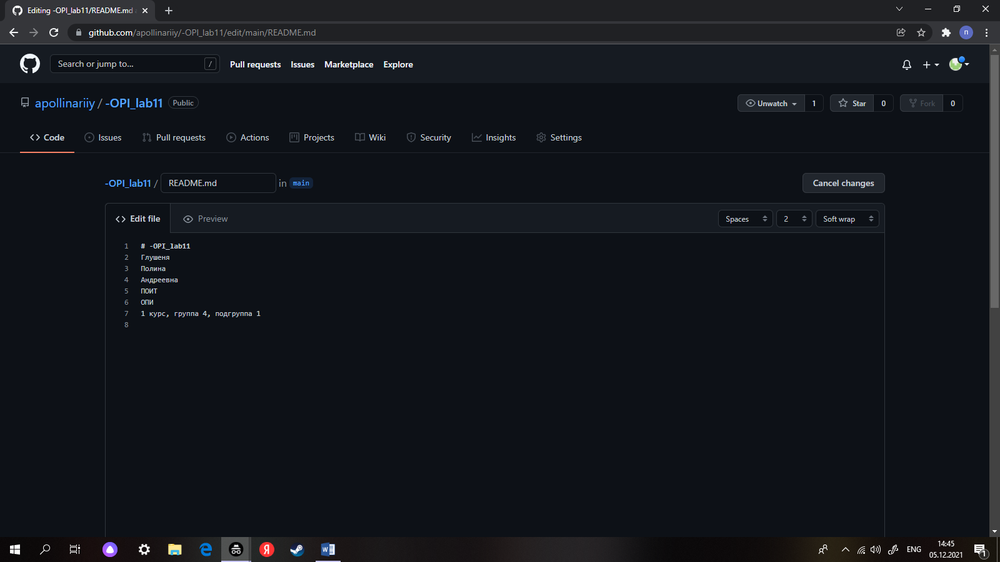 Editing -OPI_lab11/README.md
github.com/apollinariiy/-OPI_lab11/edit/main/README.md
п
Search or jump to... /
Pull requests Issues Marketplace Explore
apollinariiy / -OPI_lab11 Public
Unwatch 1 Star 0 Fork 0
Code Issues Pull requests Actions Projects Wiki Security Insights Settings
-OPI_lab11 / README.md in main Cancel changes
Edit file Preview Spaces 2 Soft wrap
1 # -OPI_lab11
2 Глушеня
3 Полина
4 Андреевна
5 ПОИТ
6 ОПИ
7 1 курс, группа 4, подгруппа 1
8
Я
ENG
14:45
05.12.2021
1